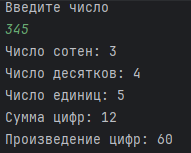 Введите число
345
Число сотен: 3
Число десятков: 4
Число единиц: 5
Сумма цифр: 12
Произведение цифр: 60